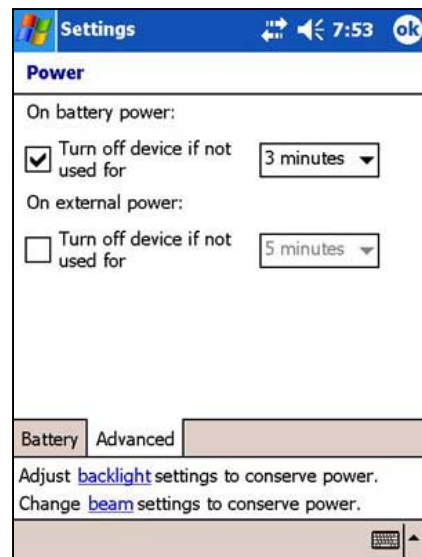 Settings 7:53 ok
Power
On battery power:
Turn off device if not
used for
3 minutes
On external power:
Turn off device if not
used for
5 minutes
Battery Advanced
Adjust backlight settings to conserve power.
Change beam settings to conserve power.